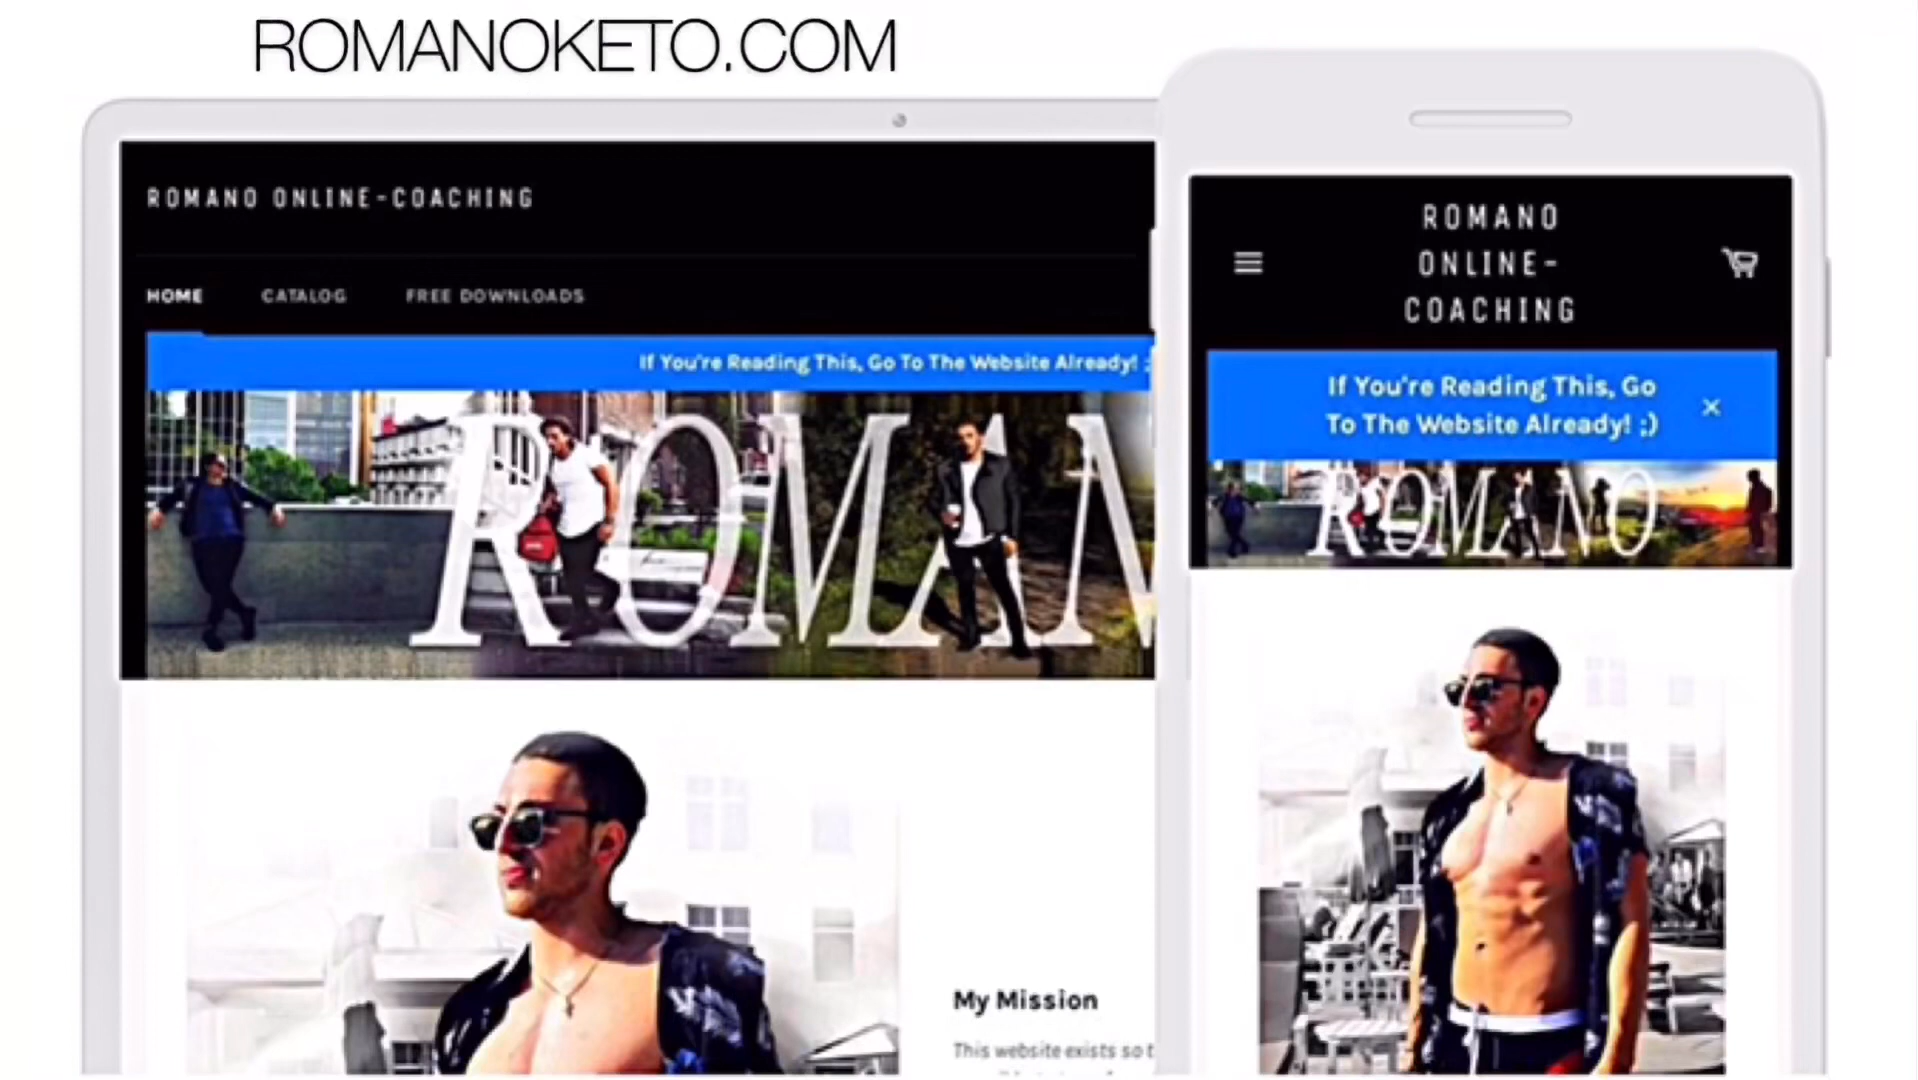 ROMANOKETO.COM
ROMANO ONLINE-COACHING
HOME CATALOG FREE DOWNLOADS
If You're Reading This, Go To The Website Already! ;
ROMAN
My Mission
This website exists so t
ROMANO
ONLINE-
COACHING
If You're Reading This, Go
To The Website Already! ;)
ROMANO